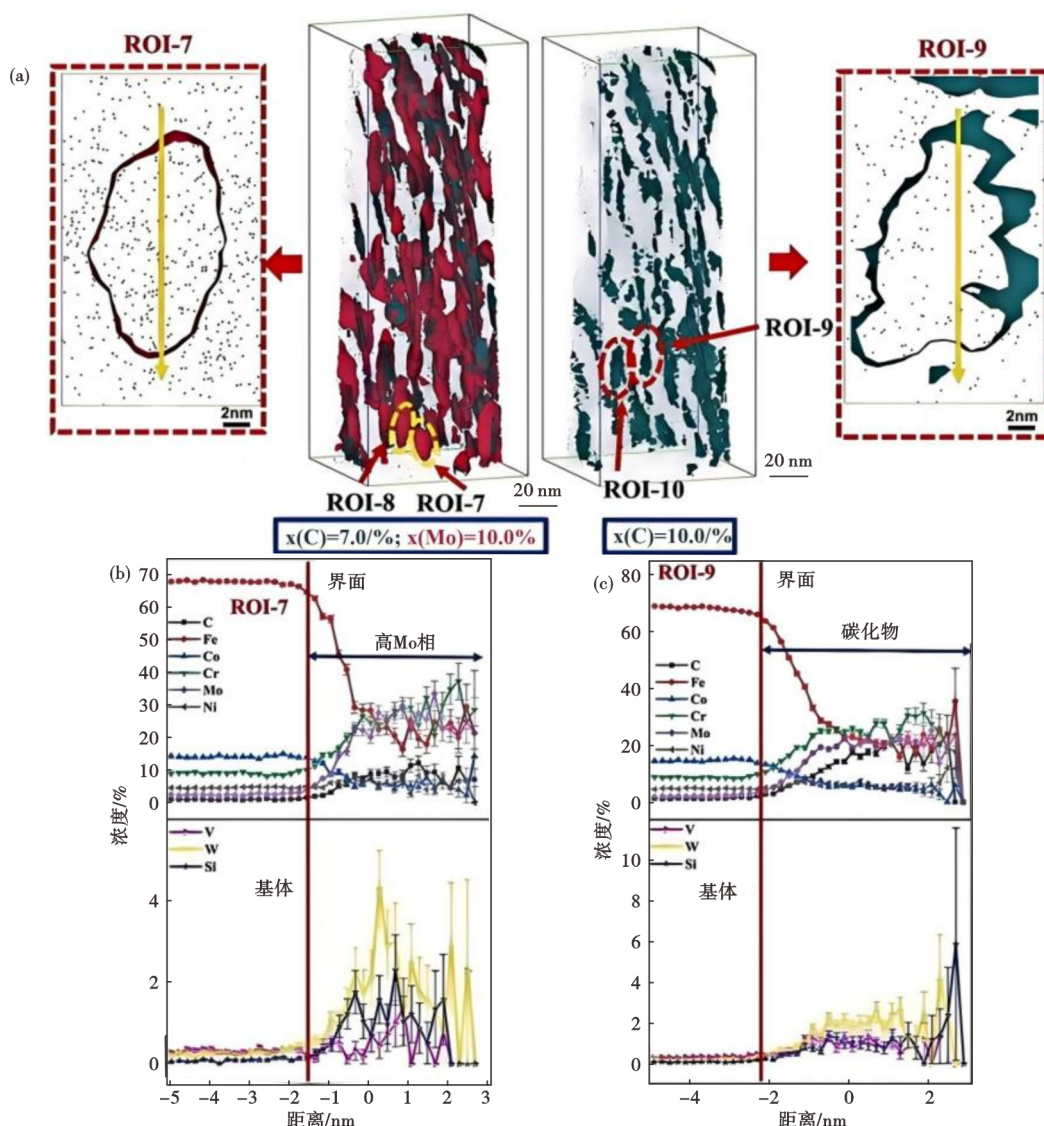 (a)
ROI-7
ROI-9
2nm
ROI-8
ROI-7
20 nm
ROI-9
ROI-10
20 nm
2nm
x(C)=7.0/%; x(Mo)=10.0%
x(C)=10.0/%
(b)
70
60
50
40
30
20
10
0
4
2
0
浓度/%
ROI-7
界面
高Mo相
C
Fe
Co
Cr
Mo
Ni
V
W
Si
基体
-5
-4
-3
-2
-1
0
1
2
3
距离/nm
(c)
80
60
40
20
0
10
8
6
4
2
0
浓度/%
ROI-9
界面
碳化物
C
Fe
Co
Cr
Mo
Ni
V
W
Si
基体
−4
−2
0
2
距离/nm